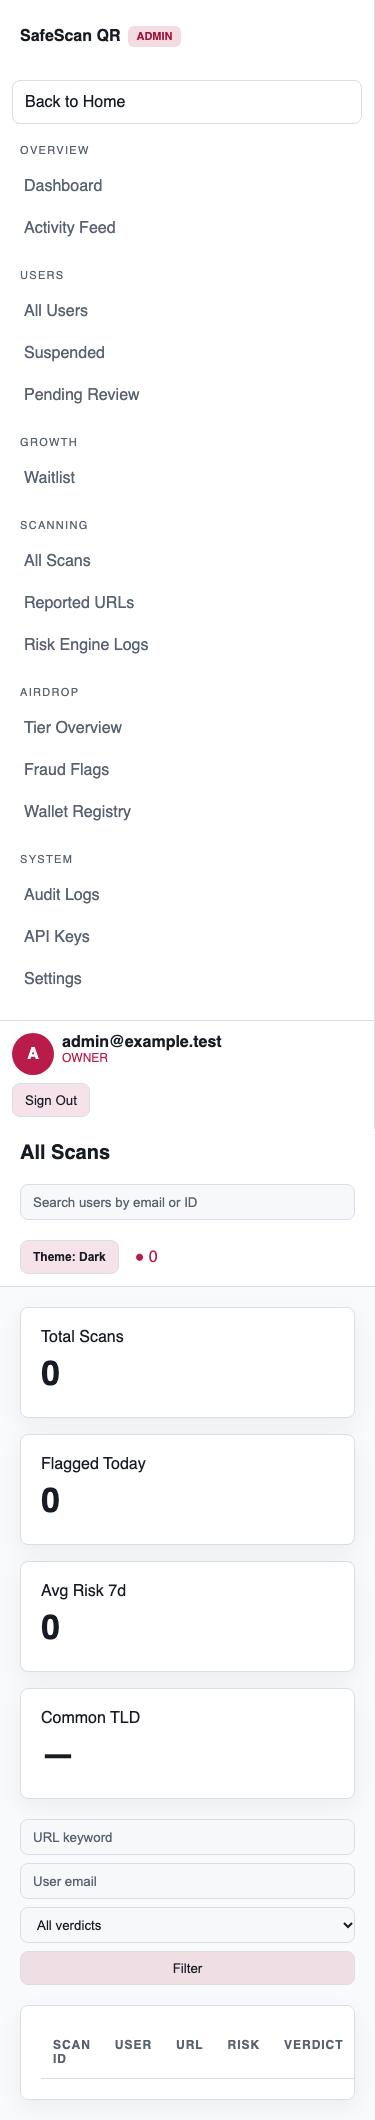 SafeScan QR ADMIN
Back to Home
OVERVIEW
Dashboard
Activity Feed
USERS
All Users
Suspended
Pending Review
GROWTH
Waitlist
SCANNING
All Scans
Reported URLs
Risk Engine Logs
AIRDROP
Tier Overview
Fraud Flags
Wallet Registry
SYSTEM
Audit Logs
API Keys
Settings
A
admin@example.test
OWNER
Sign Out
All Scans
Search users by email or ID
Theme: Dark ● 0
Total Scans
0
Flagged Today
0
Avg Risk 7d
0
Common TLD
—
URL keyword
User email
All verdicts
Filter
SCAN ID USER URL RISK VERDICT